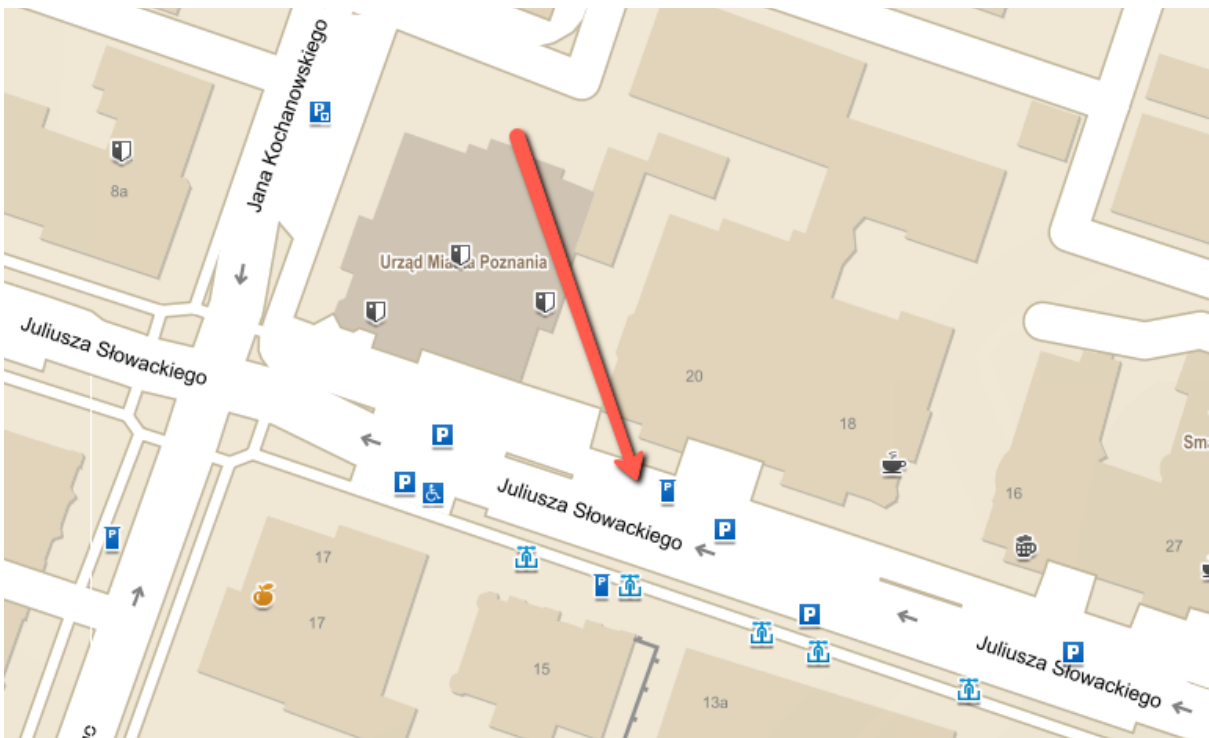 Jana Kochanowskiego
P
8a
Urząd Miasta Poznania
Juliusza Słowackiego
20
18
P
P
P
Juliusza Słowackiego
P
16
27
P
17
17
P
P
15
13a
Juliusza Słowackiego
P